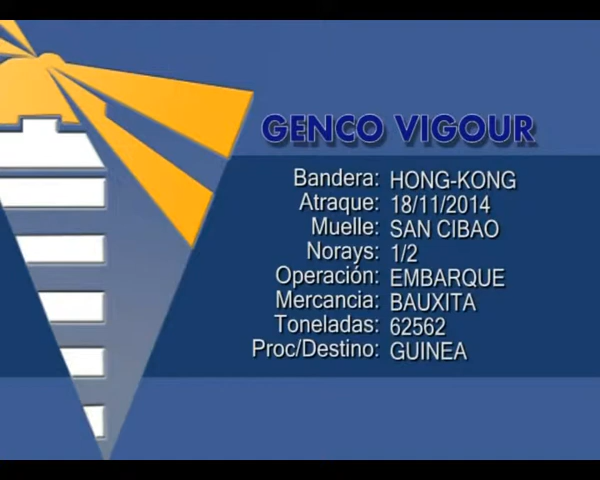 GENCO VIGOUR
Bandera: HONG-KONG
Atraque: 18/11/2014
Muelle: SAN CIBAO
Norays: 1/2
Operación: EMBARQUE
Mercancia: BAUXITA
Toneladas: 62562
Proc/Destino: GUINEA